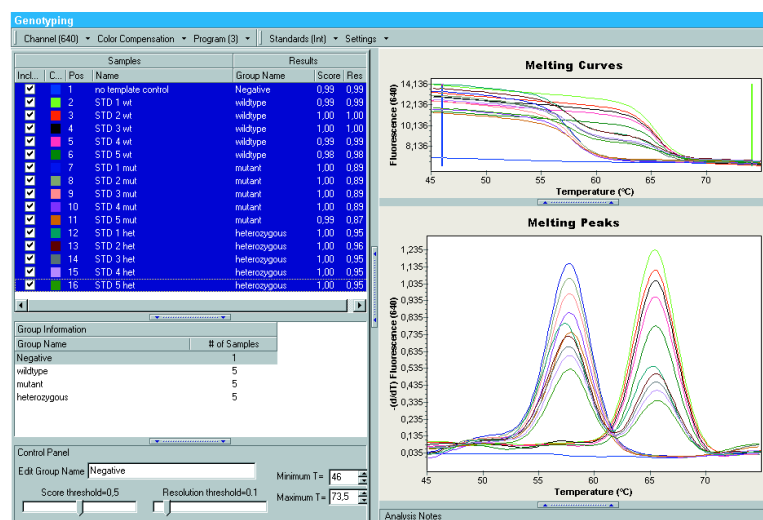 Genotyping
Channel (640) Color Compensation Program (3) Standards (Int) Settings
Samples Results
Incl... C... Pos Name Group Name Score Res
1 no template control Negative 0,99 0,99
2 STD 1 wt wildtype 0,99 0,99
3 STD 2 wt wildtype 1,00 1,00
4 STD 3 wt wildtype 1,00 1,00
5 STD 4 wt wildtype 0,99 0,99
6 STD 5 wt wildtype 0,98 0,98
7 STD 1 mut mutant 1,00 0,89
8 STD 2 mut mutant 1,00 0,89
9 STD 3 mut mutant 1,00 0,89
10 STD 4 mut mutant 1,00 0,89
11 STD 5 mut mutant 0,99 0,87
12 STD 1 het heterozygous 1,00 0,95
13 STD 2 het heterozygous 1,00 0,96
14 STD 3 het heterozygous 1,00 0,95
15 STD 4 het heterozygous 1,00 0,95
16 STD 5 het heterozygous 1,00 0,95
Group Information
Group Name # of Samples
Negative 1
wildtype 5
mutant 5
heterozygous 5
Control Panel
Edit Group Name Negative
Score threshold=0,5 Resolution threshold=0.1
Minimum T= 46
Maximum T= 73,5
Melting Curves
Fluorescence (640)
14,136
12,136
10,136
8,136
45 50 55 60 65 70
Temperature (°C)
Melting Peaks
-(d/dT) Fluorescence (640)
1,235
1,135
1,035
0,935
0,835
0,735
0,635
0,535
0,435
0,335
0,235
0,135
0,035
45 50 55 60 65 70
Temperature (°C)
Analysis Notes